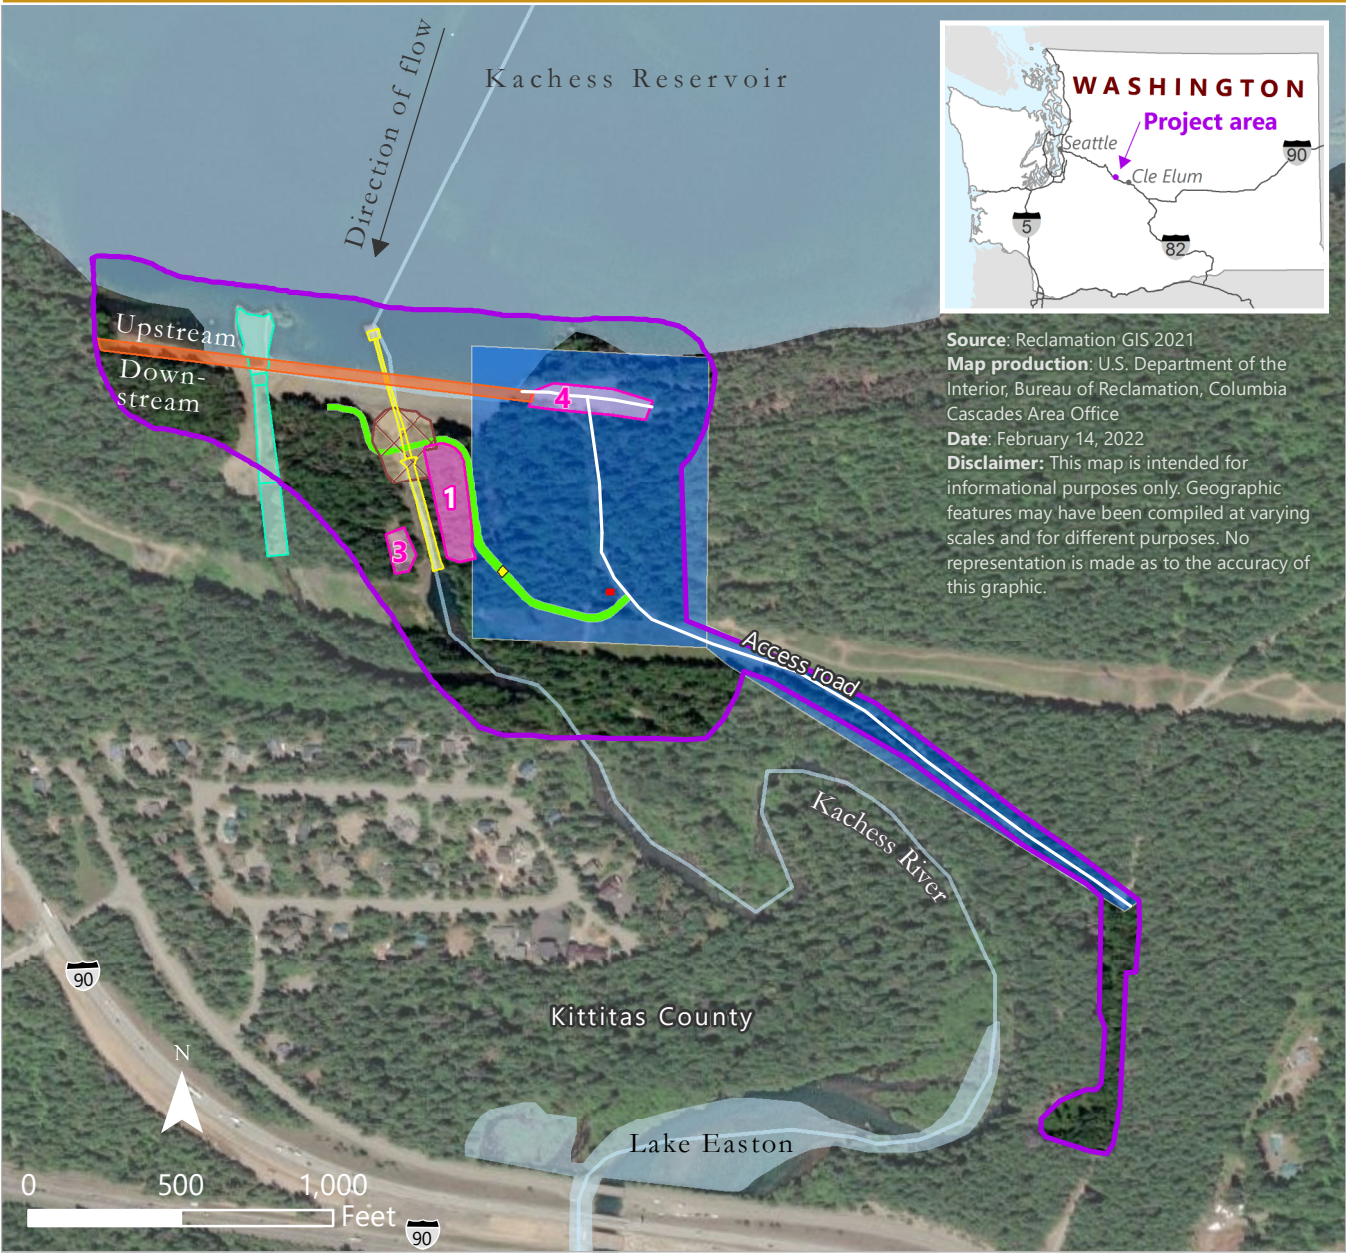 Direction of flow
Kachess Reservoir
WASHINGTON
Project area
Seattle
90
Cle Elum
5
82
Source: Reclamation GIS 2021
Map production: U.S. Department of the
Interior, Bureau of Reclamation, Columbia
Cascades Area Office
Date: February 14, 2022
Disclaimer: This map is intended for
informational purposes only. Geographic
features may have been compiled at varying
scales and for different purposes. No
representation is made as to the accuracy of
this graphic.
Upstream
Down-
stream
4
1
3
Access road
Kachess River
90
Kittitas County
N
Lake Easton
0 500 1,000
Feet
90